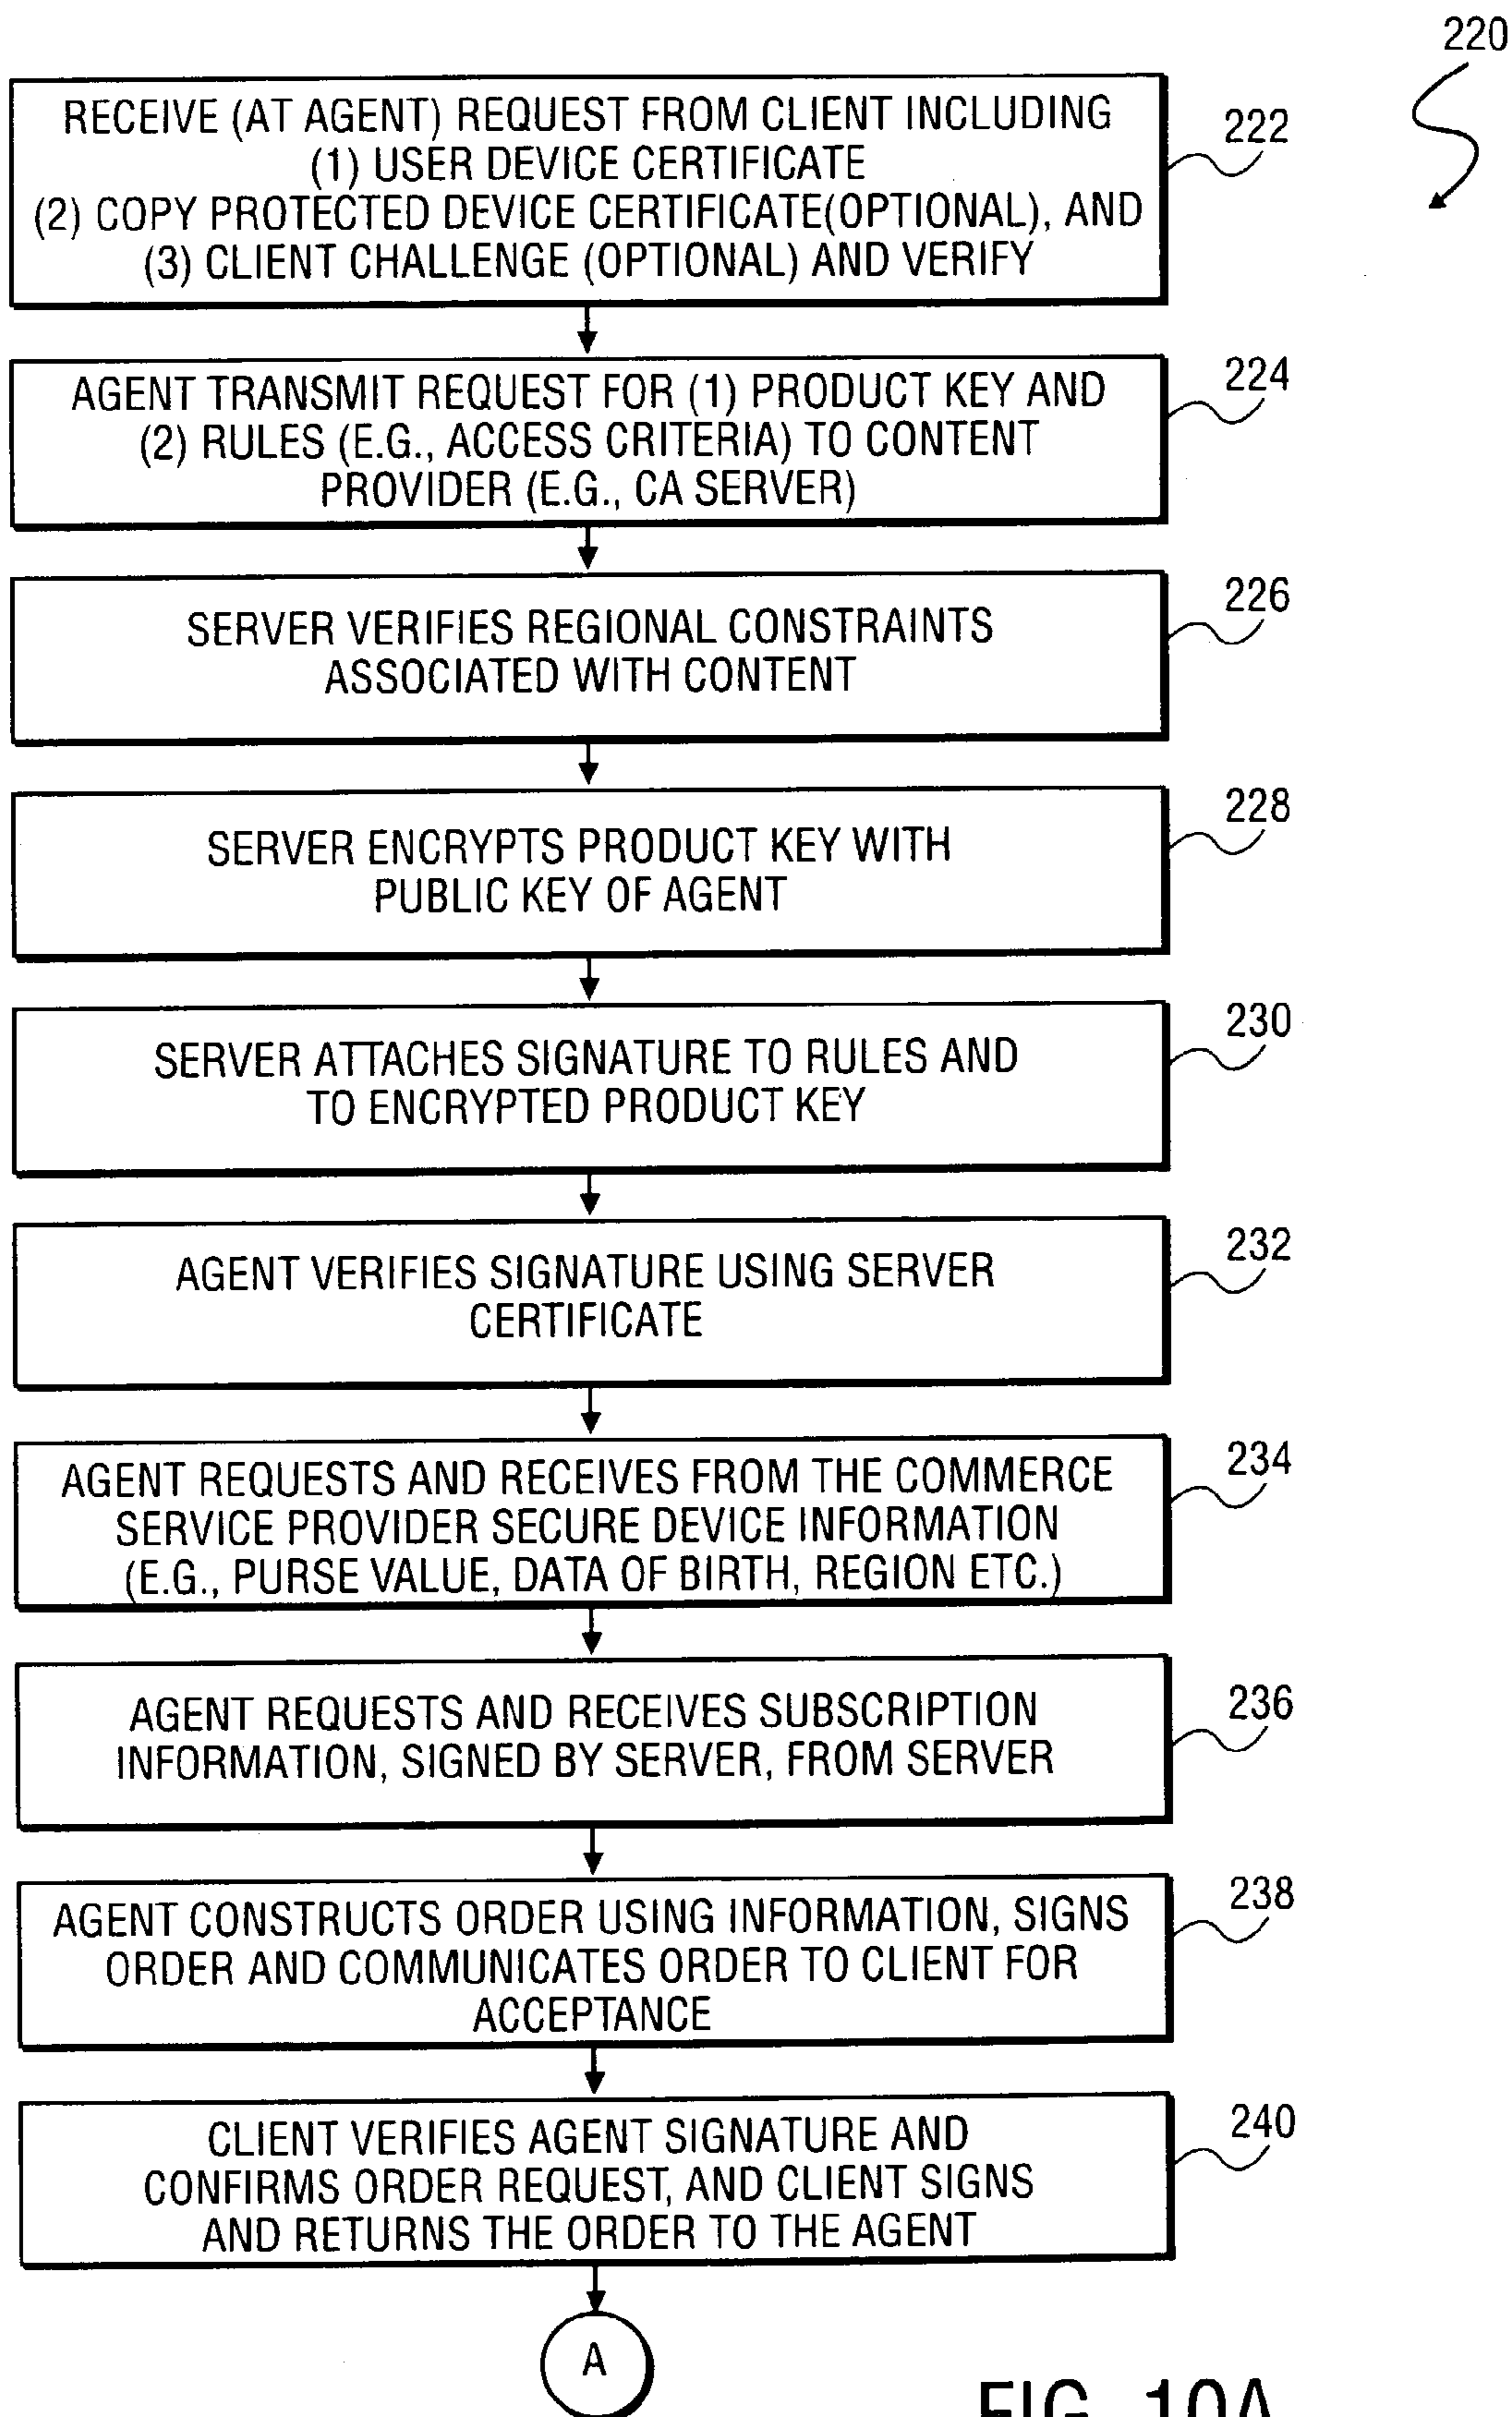 220
RECEIVE (AT AGENT) REQUEST FROM CLIENT INCLUDING
(1) USER DEVICE CERTIFICATE
(2) COPY PROTECTED DEVICE CERTIFICATE(OPTIONAL), AND
(3) CLIENT CHALLENGE (OPTIONAL) AND VERIFY
222
AGENT TRANSMIT REQUEST FOR (1) PRODUCT KEY AND
(2) RULES (E.G., ACCESS CRITERIA) TO CONTENT
PROVIDER (E.G., CA SERVER)
224
SERVER VERIFIES REGIONAL CONSTRAINTS
ASSOCIATED WITH CONTENT
226
SERVER ENCRYPTS PRODUCT KEY WITH
PUBLIC KEY OF AGENT
228
SERVER ATTACHES SIGNATURE TO RULES AND
TO ENCRYPTED PRODUCT KEY
230
AGENT VERIFIES SIGNATURE USING SERVER
CERTIFICATE
232
AGENT REQUESTS AND RECEIVES FROM THE COMMERCE
SERVICE PROVIDER SECURE DEVICE INFORMATION
(E.G., PURSE VALUE, DATA OF BIRTH, REGION ETC.)
234
AGENT REQUESTS AND RECEIVES SUBSCRIPTION
INFORMATION, SIGNED BY SERVER, FROM SERVER
236
AGENT CONSTRUCTS ORDER USING INFORMATION, SIGNS
ORDER AND COMMUNICATES ORDER TO CLIENT FOR
ACCEPTANCE
238
CLIENT VERIFIES AGENT SIGNATURE AND
CONFIRMS ORDER REQUEST, AND CLIENT SIGNS
AND RETURNS THE ORDER TO THE AGENT
240
A
FIG. 10A